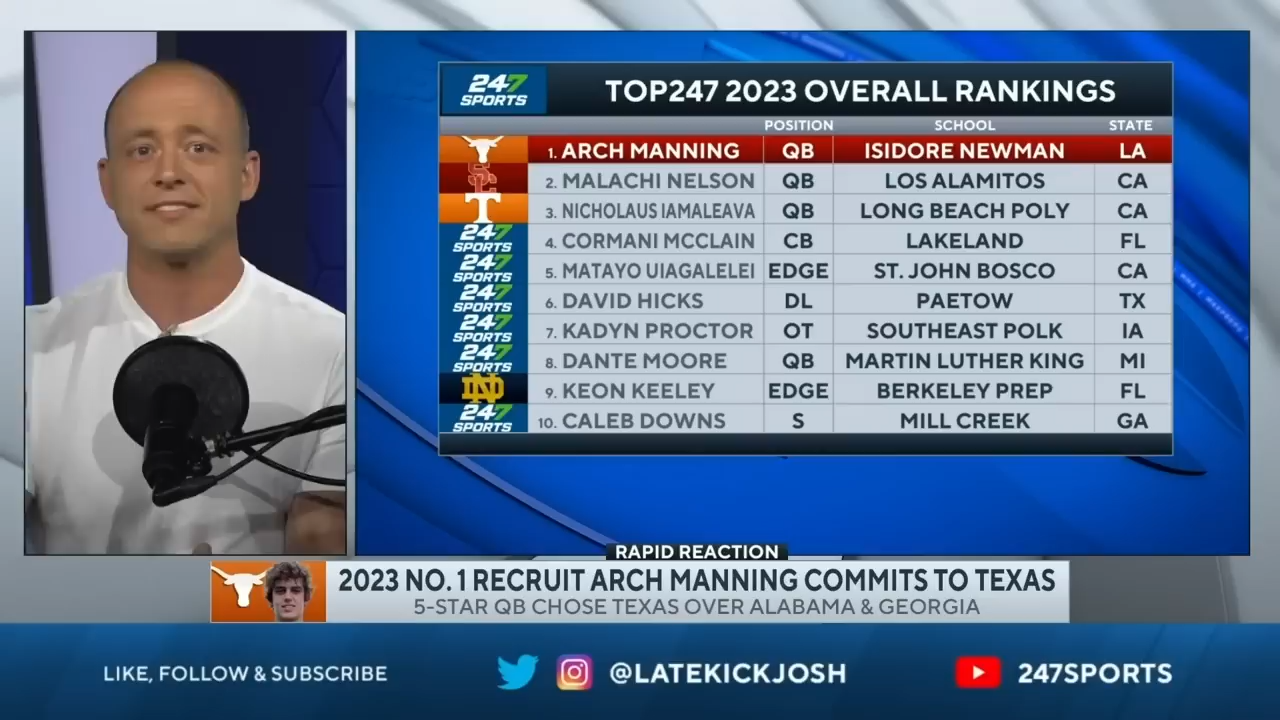 247 SPORTS
TOP247 2023 OVERALL RANKINGS
POSITION SCHOOL STATE
1. ARCH MANNING QB ISIDORE NEWMAN LA
SC 2. MALACHI NELSON QB LOS ALAMITOS CA
T 3. NICHOLAUS IAMALEAVA QB LONG BEACH POLY CA
247 SPORTS 4. CORMANI MCCLAIN CB LAKELAND FL
247 SPORTS 5. MATAYO UIAGALELEI EDGE ST. JOHN BOSCO CA
247 SPORTS 6. DAVID HICKS DL PAETOW TX
247 SPORTS 7. KADYN PROCTOR OT SOUTHEAST POLK IA
247 SPORTS 8. DANTE MOORE QB MARTIN LUTHER KING MI
ND 9. KEON KEELEY EDGE BERKELEY PREP FL
247 SPORTS 10. CALEB DOWNS S MILL CREEK GA
RAPID REACTION
2023 NO. 1 RECRUIT ARCH MANNING COMMITS TO TEXAS
5-STAR QB CHOSE TEXAS OVER ALABAMA & GEORGIA
LIKE, FOLLOW & SUBSCRIBE @LATEKICKJOSH 247SPORTS